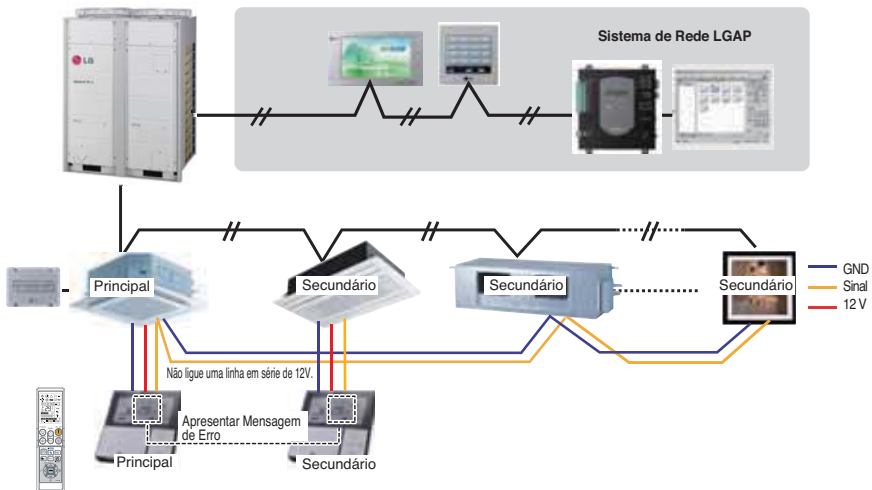 Sistema de Rede LGAP
LG
Principal
Secundário
Secundário
Secundário
GND
Sinal
12 V
Não ligue uma linha em série de 12V.
Apresentar Mensagem
de Erro
Principal
Secundário